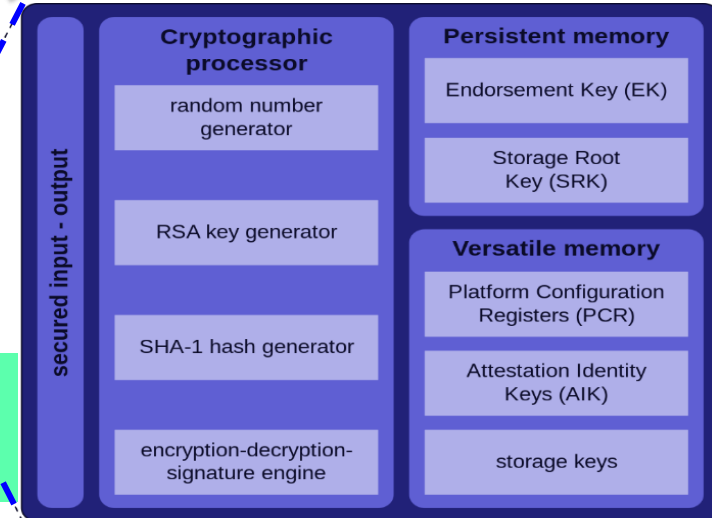 secured input - output
Cryptographic
processor
random number
generator
RSA key generator
SHA-1 hash generator
encryption-decryption-
signature engine
Persistent memory
Endorsement Key (EK)
Storage Root
Key (SRK)
Versatile memory
Platform Configuration
Registers (PCR)
Attestation Identity
Keys (AIK)
storage keys